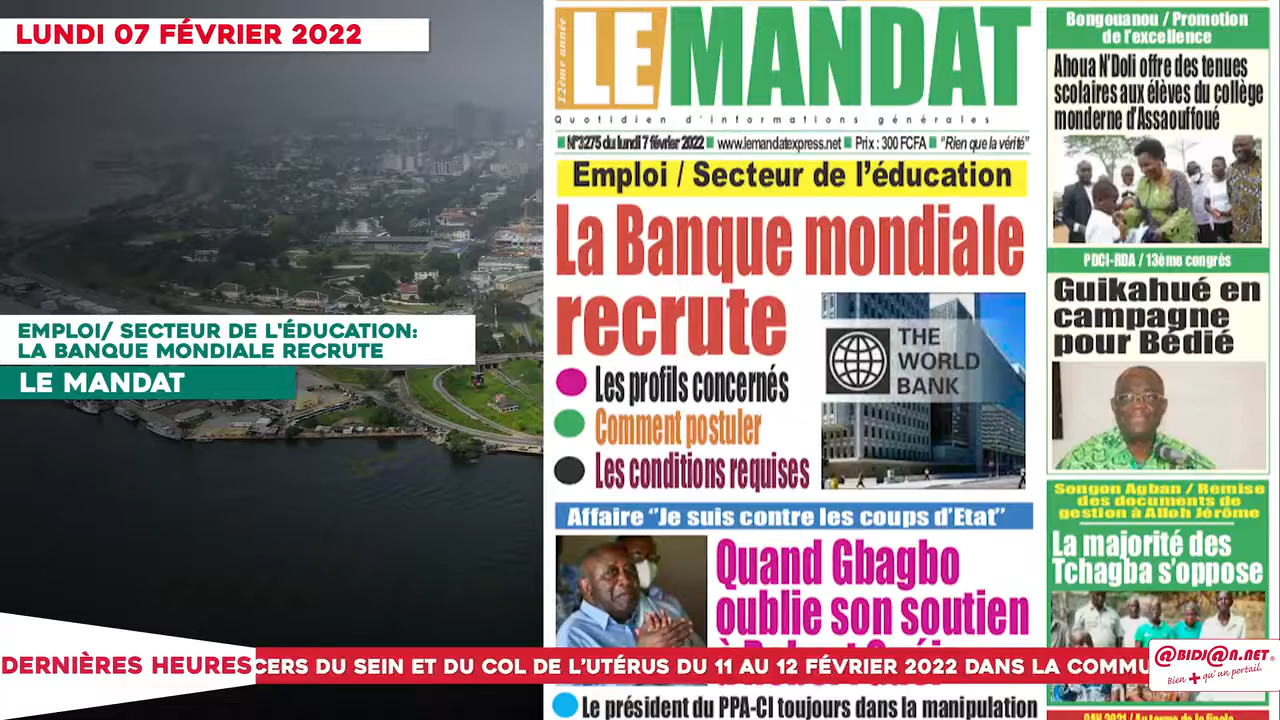 LUNDI 07 FÉVRIER 2022
EMPLOI/ SECTEUR DE L'ÉDUCATION:
LA BANQUE MONDIALE RECRUTE
LE MANDAT
12ème année
LE MANDAT
Quotidien d'informations générales
N°3275 du lundi 7 février 2022 www.lemandatexpress.net Prix : 300 FCFA "Rien que la vérité"
Emploi / Secteur de l'éducation
La Banque mondiale
recrute
Les profils concernés
Comment postuler
Les conditions requises
THE
WORLD
BANK
Affaire "Je suis contre les coups d'Etat"
Quand Gbagbo
oublie son soutien
Le président du PPA-CI toujours dans la manipulation
Bongouanou / Promotion
de l'excellence
Ahoua N'Doli offre des tenues
scolaires aux élèves du collège
monderne d'Assaouffoué
PDCI-RDA / 13ème congrès
Guikahué en
campagne
pour Bédié
Songon Agban / Remise
des documents de
gestion à Alleh Jérôme
La majorité des
Tchagba s'oppose
DERNIÈRES HEURES
CERS DU SEIN ET DU COL DE L'UTÉRUS DU 11 AU 12 FÉVRIER 2022 DANS LA COMMU
@BIDJ@N.NET
Bien + qu'un portail